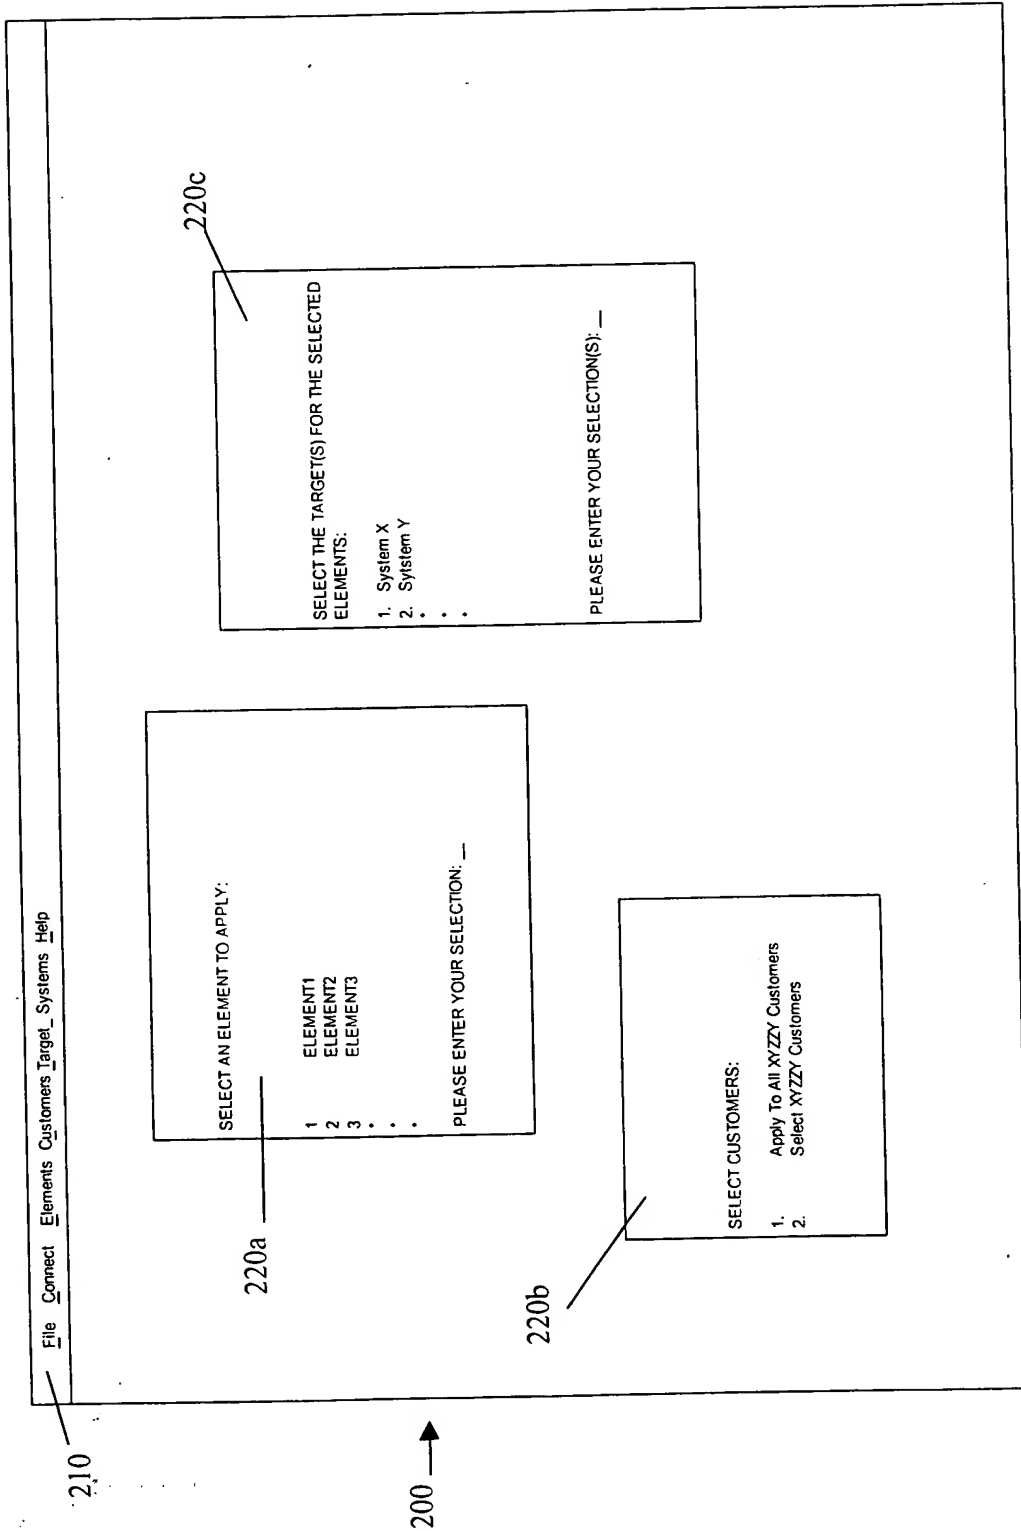 File Connect Elements Customers Target_ Systems Help
210
200
220a
SELECT AN ELEMENT TO APPLY:
1 ELEMENT1
2 ELEMENT2
3 ELEMENT3
PLEASE ENTER YOUR SELECTION: _
220b
SELECT CUSTOMERS:
1. Apply To All XYZZY Customers
2. Select XYZZY Customers
220c
SELECT THE TARGET(S) FOR THE SELECTED
ELEMENTS:
1. System X
2. Sytstem Y
PLEASE ENTER YOUR SELECTION(S): _